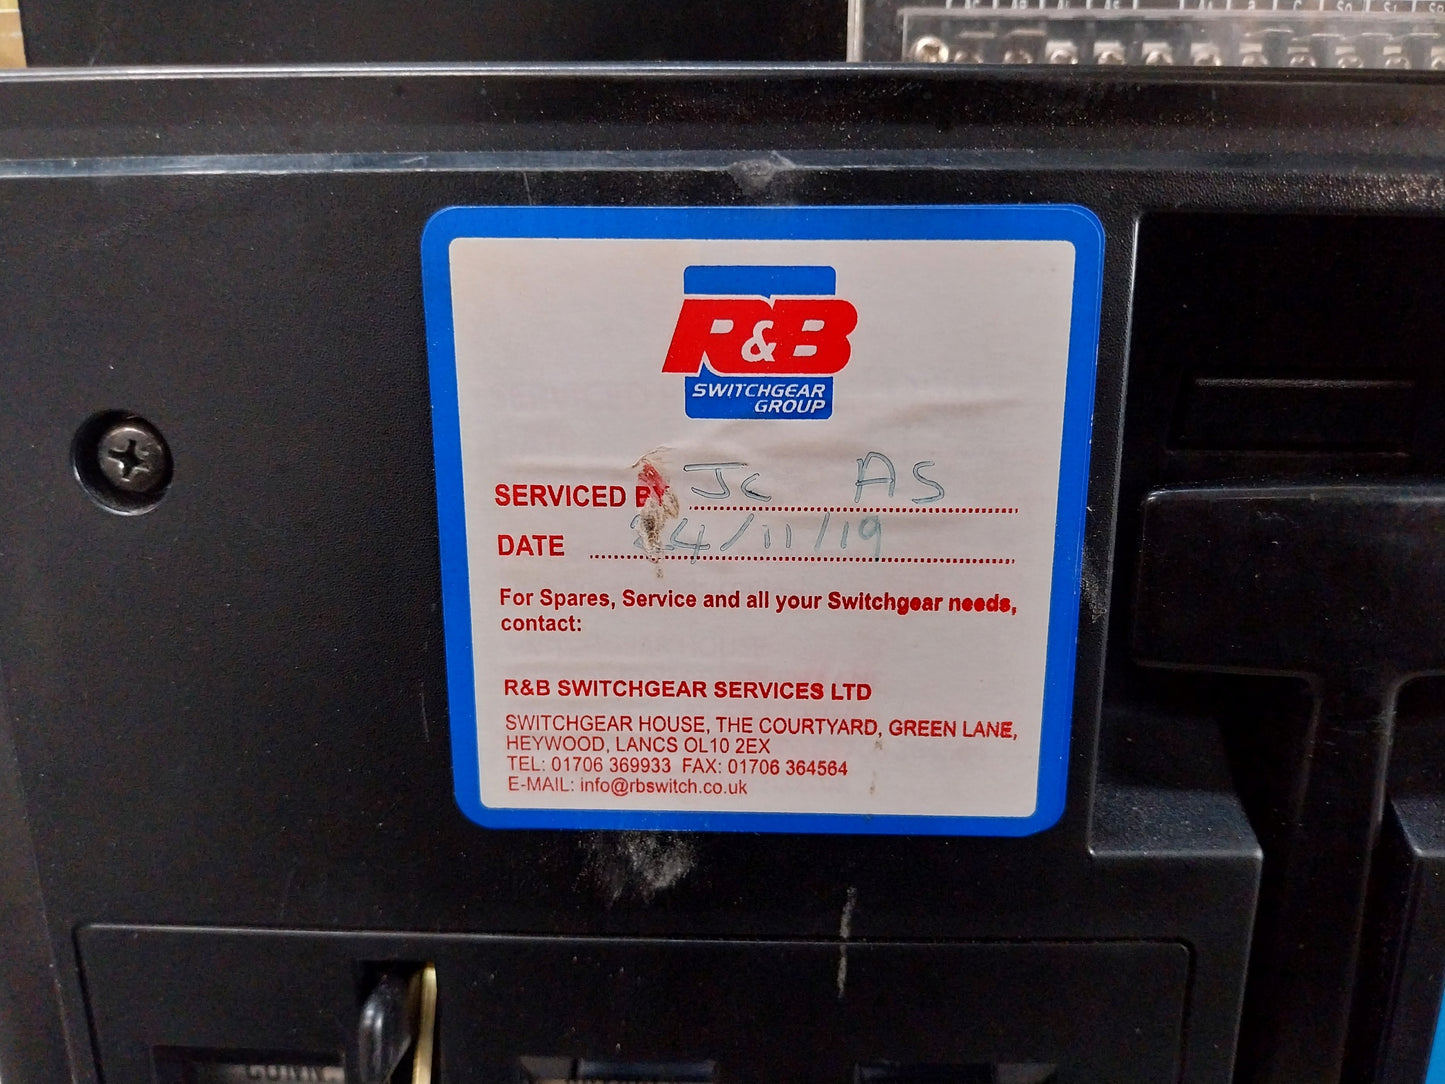 R&B
SWITCHGEAR
GROUP
SERVICED BY Jc AS
DATE 24/11/19
For Spares, Service and all your Switchgear needs,
contact:
R&B SWITCHGEAR SERVICES LTD
SWITCHGEAR HOUSE, THE COURTYARD, GREEN LANE,
HEYWOOD, LANCS OL10 2EX
TEL: 01706 369933 FAX: 01706 364564
E-MAIL: info@rbswitch.co.uk